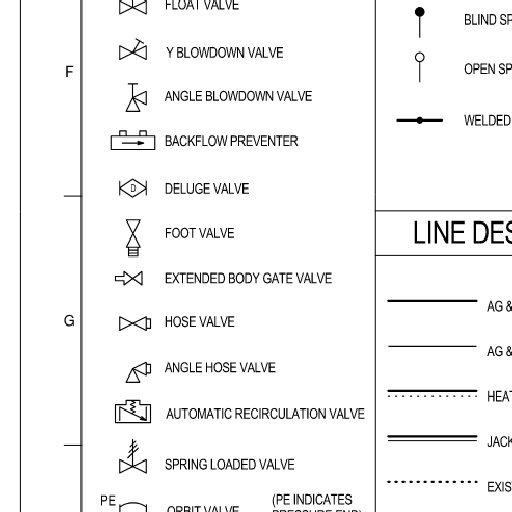 FLOAT VALVE
Y BLOWDOWN VALVE
F
ANGLE BLOWDOWN VALVE
BACKFLOW PREVENTER
DELUGE VALVE
D
FOOT VALVE
EXTENDED BODY GATE VALVE
G
HOSE VALVE
ANGLE HOSE VALVE
AUTOMATIC RECIRCULATION VALVE
SPRING LOADED VALVE
PE
ORBIT VALVE
(PE INDICATES
PRESSURE END)
BLIND SP
OPEN SP
WELDED
LINE DES
AG &
AG &
HEAT
JACK
EXIS